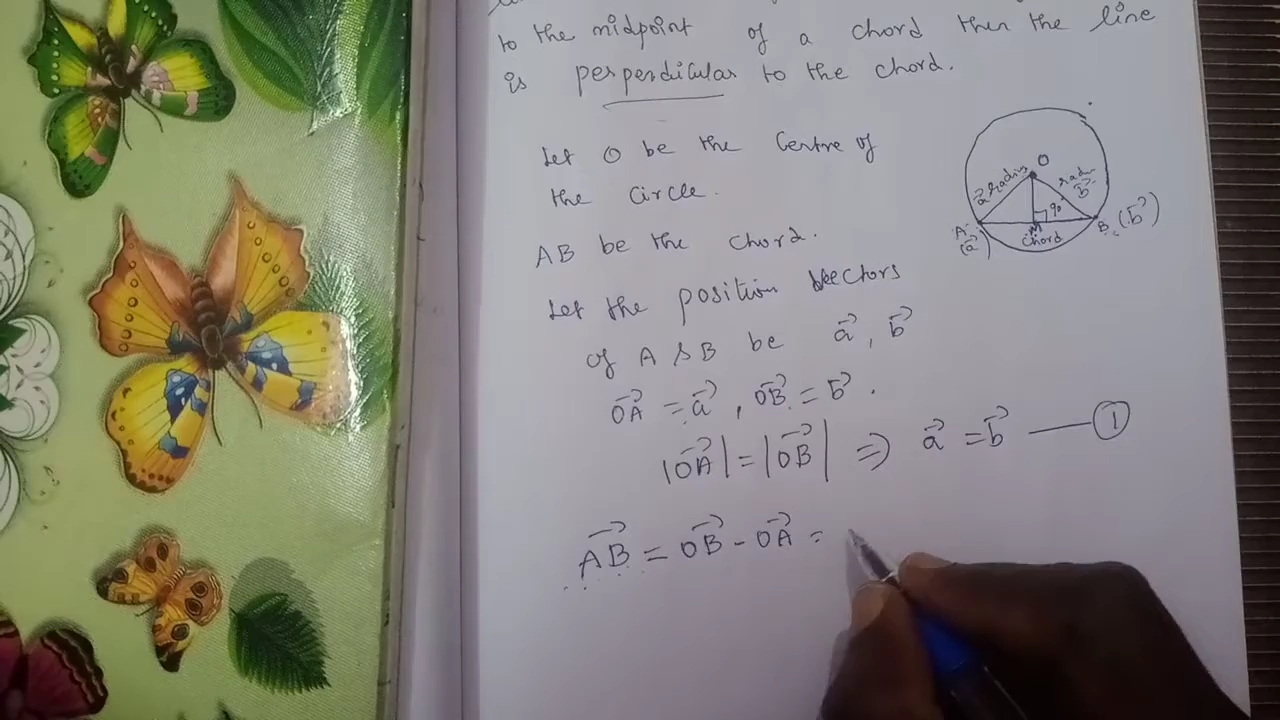 to the midpoint of a chord then the line
is perpendicular to the chord.
Let O be the Centre of
the circle.
AB be the chord.
Let the position vectors
of A & B be a⃗, b⃗
OA⃗ = a⃗, OB⃗ = b⃗.
|OA⃗| = |OB⃗| ⇒ a⃗ = b⃗ — ①
AB⃗ = OB⃗ - OA⃗ =
O
a⃗ radius
b⃗
90
A
M
B (b⃗)
(a⃗)
chord